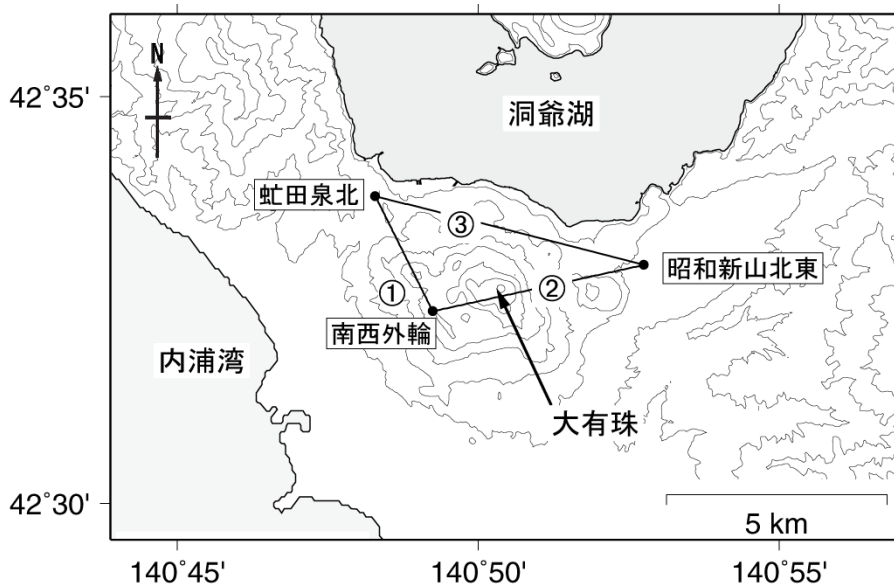 N
42˚35'
洞爺湖
虻田泉北
③
昭和新山北東
①
②
南西外輪
内浦湾
大有珠
42˚30'
5 km
140˚45'
140˚50'
140˚55'